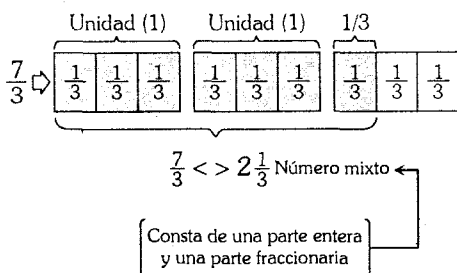 Unidad (1) Unidad (1) 1/3
7/3 ⇨ 1/3 1/3 1/3 1/3 1/3 1/3 1/3 1/3 1/3
7/3 < > 2 1/3 Número mixto
Consta de una parte entera
y una parte fraccionaria